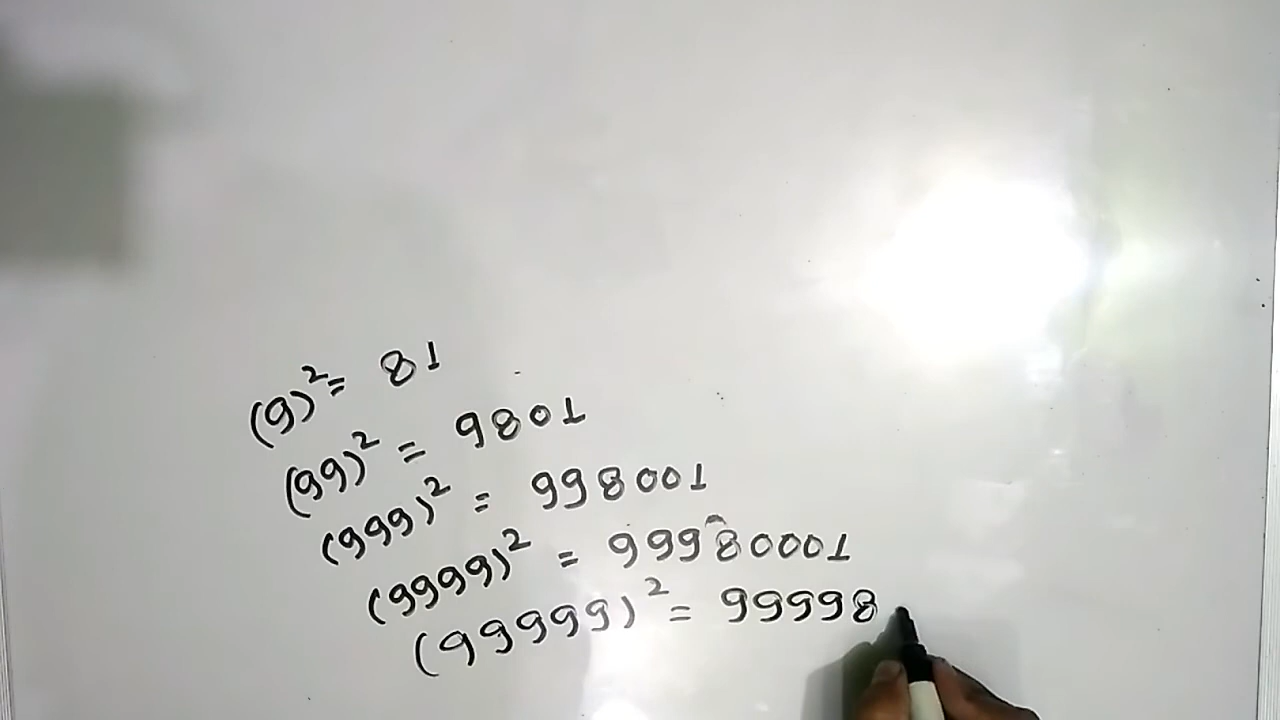 (9)² = 81
(99)² = 9801
(999)² = 998001
(9999)² = 99980001
(99999)² = 99998